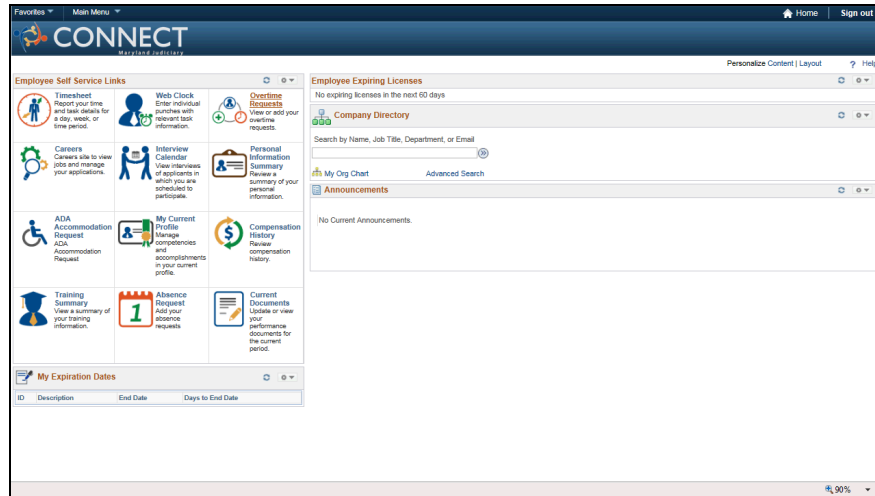 Favorites Main Menu Home Sign out
CONNECT
Maryland Judiciary
Personalize Content | Layout ? Help
Employee Self Service Links
Timesheet
Report your time
and task details for
a day, week, or
time period.
Web Clock
Enter individual
punches with
relevant task
information.
Overtime
Requests
View or add your
overtime
requests.
Careers
Careers site to view
jobs and manage
your applications.
Interview
Calendar
View interviews
of applicants in
which you are
scheduled to
participate.
Personal
Information
Summary
Review a
summary of your
personal
information.
ADA
Accommodation
Request
ADA
Accommodation
Request
My Current
Profile
Manage
competencies
and
accomplishments
in your current
profile.
Compensation
History
Review
compensation
history.
Training
Summary
View a summary of
your training
information.
1
Absence
Request
Add your
absence
requests
Current
Documents
Update or view
your
performance
documents for
the current
period.
My Expiration Dates
ID Description End Date Days to End Date
Employee Expiring Licenses
No expiring licenses in the next 60 days
Company Directory
Search by Name, Job Title, Department, or Email
My Org Chart Advanced Search
Announcements
No Current Announcements.
90%